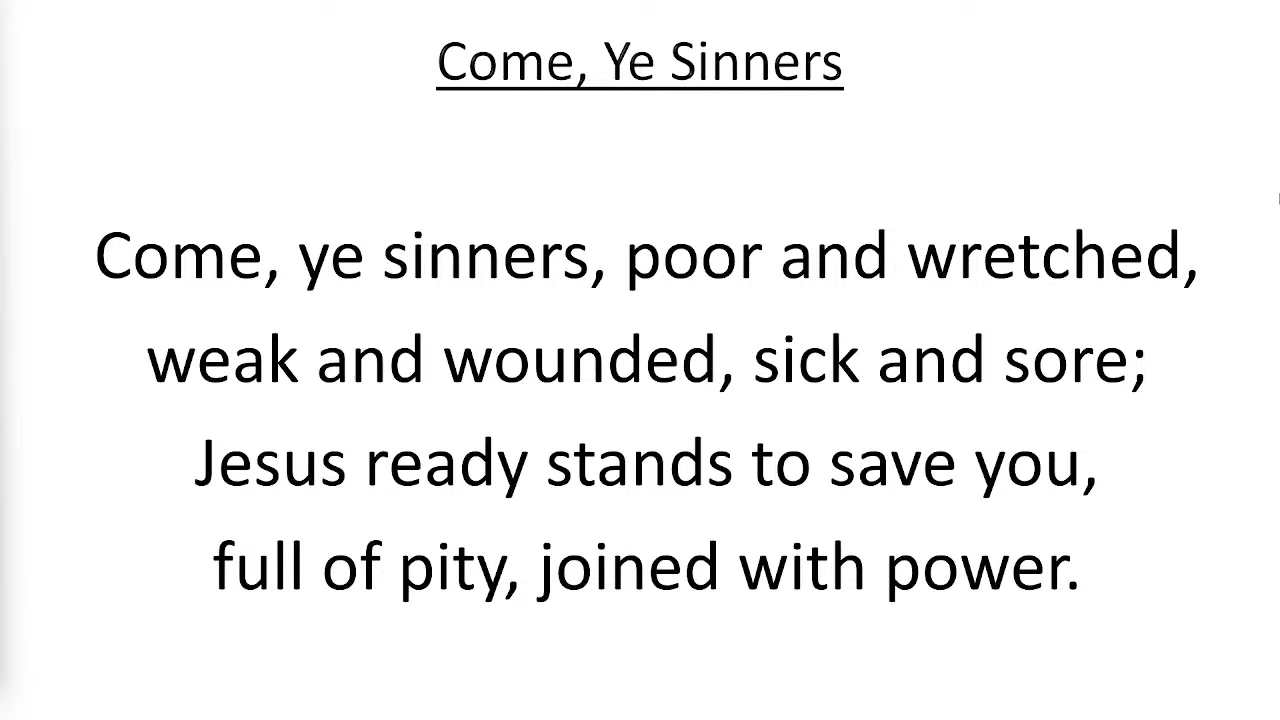 Come, Ye Sinners
Come, ye sinners, poor and wretched,
weak and wounded, sick and sore;
Jesus ready stands to save you,
full of pity, joined with power.